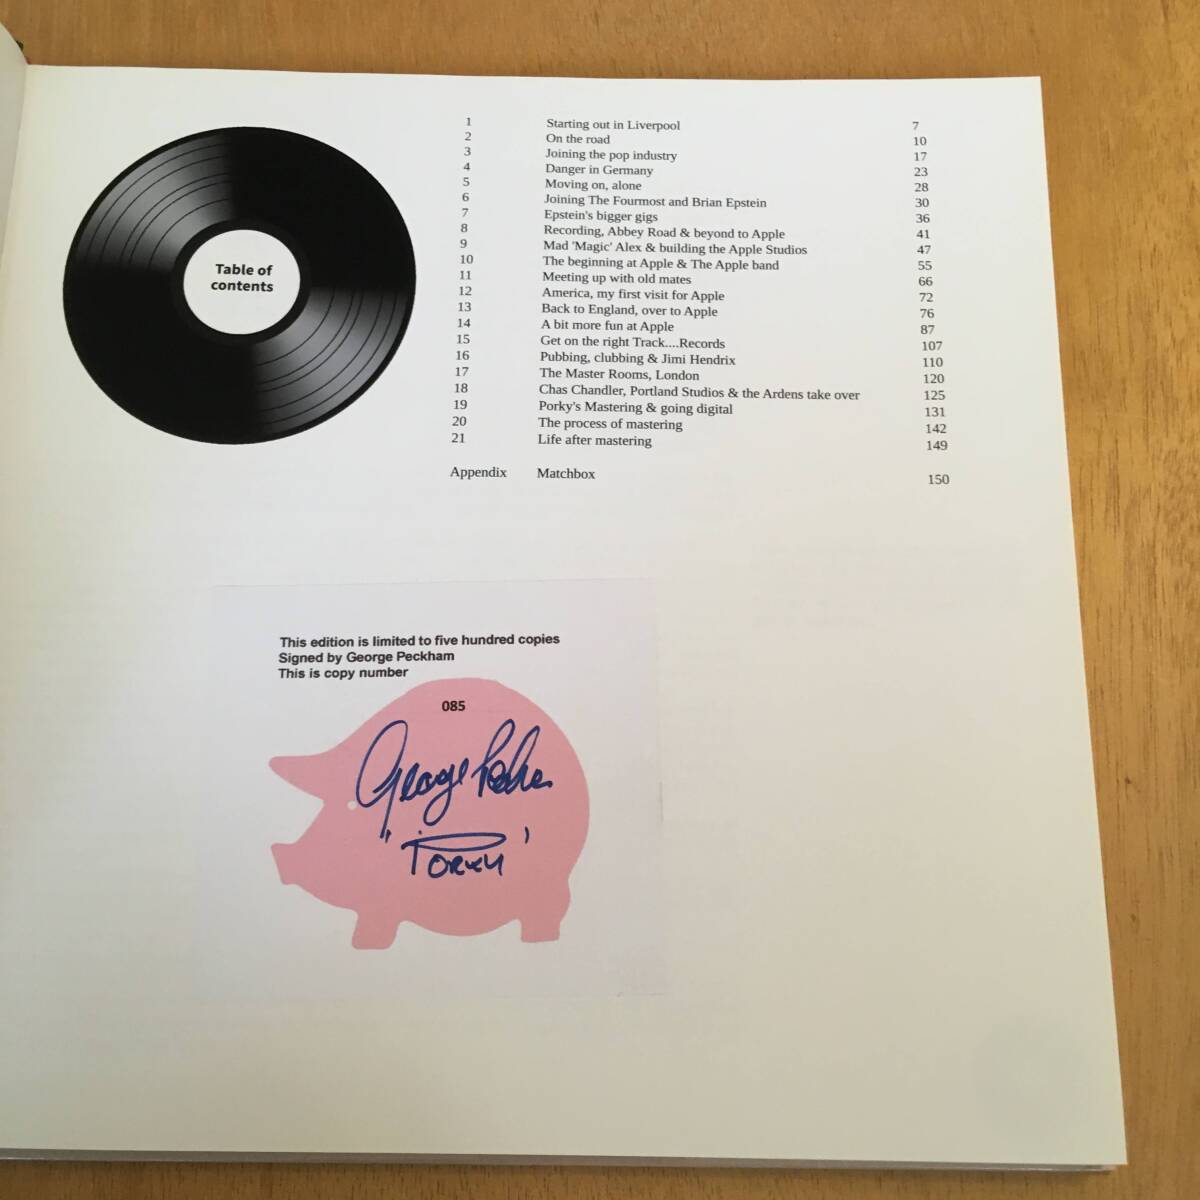 Table of
contents
1 Starting out in Liverpool 7
2 On the road 10
3 Joining the pop industry 17
4 Danger in Germany 23
5 Moving on, alone 28
6 Joining The Fourmost and Brian Epstein 30
7 Epstein's bigger gigs 36
8 Recording, Abbey Road & beyond to Apple 41
9 Mad 'Magic' Alex & building the Apple Studios 47
10 The beginning at Apple & The Apple band 55
11 Meeting up with old mates 66
12 America, my first visit for Apple 72
13 Back to England, over to Apple 76
14 A bit more fun at Apple 87
15 Get on the right Track....Records 107
16 Pubbing, clubbing & Jimi Hendrix 110
17 The Master Rooms, London 120
18 Chas Chandler, Portland Studios & the Ardens take over 125
19 Porky's Mastering & going digital 131
20 The process of mastering 142
21 Life after mastering 149
Appendix Matchbox 150
This edition is limited to five hundred copies
Signed by George Peckham
This is copy number
085
George
"Porky'